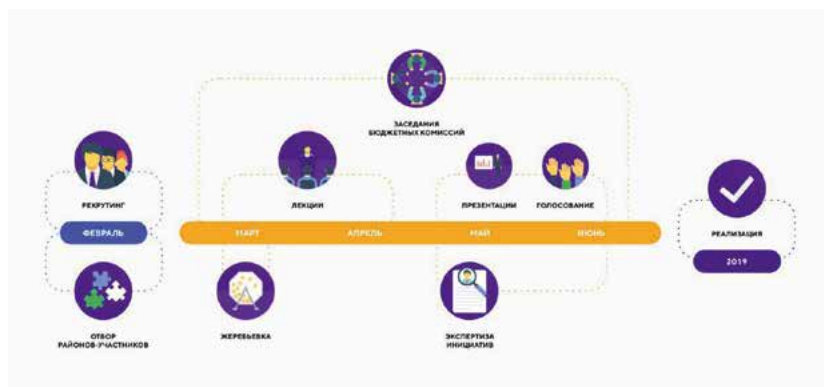 ЗАСЕДАНИЯ
БЮДЖЕТНЫХ КОМИССИЙ
РЕКРУТИНГ
ЛЕКЦИИ
ПРЕЗЕНТАЦИИ
ГОЛОСОВАНИЕ
ФЕВРАЛЬ
МАРТ
АПРЕЛЬ
МАЙ
ИЮНЬ
РЕАЛИЗАЦИЯ
2019
ОТБОР
РАЙОНОВ-УЧАСТНИКОВ
ЖЕРЕБЬЕВКА
ЭКСПЕРТИЗА
ИНИЦИАТИВ